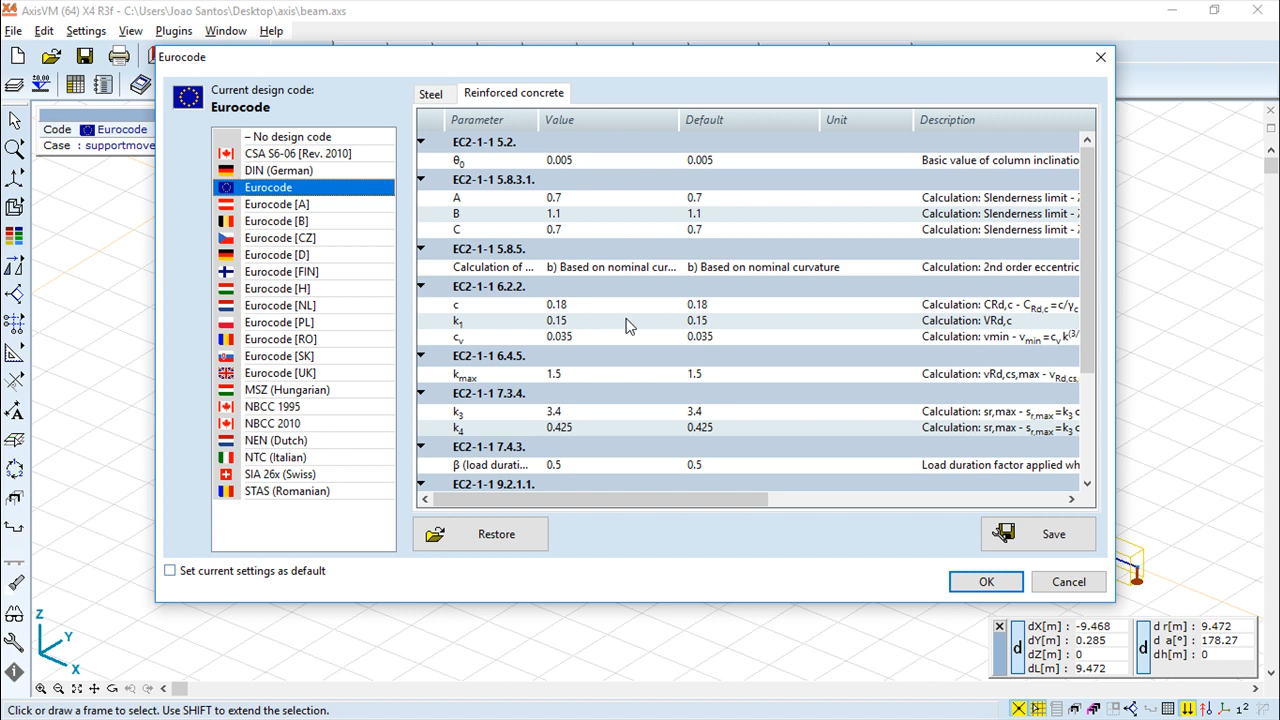 AxisVM (64) X4 R3f - C:\Users\Joao Santos\Desktop\axis\beam.axs
File Edit Settings View Plugins Window Help
Code Eurocode
Case : supportmove
Eurocode
Current design code:
Eurocode
– No design code
CSA S6-06 [Rev. 2010]
DIN (German)
Eurocode
Eurocode [A]
Eurocode [B]
Eurocode [CZ]
Eurocode [D]
Eurocode [FIN]
Eurocode [H]
Eurocode [NL]
Eurocode [PL]
Eurocode [RO]
Eurocode [SK]
Eurocode [UK]
MSZ (Hungarian)
NBCC 1995
NBCC 2010
NEN (Dutch)
NTC (Italian)
SIA 26x (Swiss)
STAS (Romanian)
Steel Reinforced concrete
Parameter Value Default Unit Description
EC2-1-1 5.2.
θ0 0.005 0.005 Basic value of column inclinatio
EC2-1-1 5.8.3.1.
A 0.7 0.7 Calculation: Slenderness limit -
B 1.1 1.1 Calculation: Slenderness limit -
C 0.7 0.7 Calculation: Slenderness limit -
EC2-1-1 5.8.5.
Calculation of ... b) Based on nominal cur... b) Based on nominal curvature Calculation: 2nd order eccentric
EC2-1-1 6.2.2.
c 0.18 0.18 Calculation: CRd,c - CRd,c =c/γc
k1 0.15 0.15 Calculation: VRd,c
cv 0.035 0.035 Calculation: vmin - vmin =cv k(3/
EC2-1-1 6.4.5.
kmax 1.5 1.5 Calculation: vRd,cs,max - vRd,cs,
EC2-1-1 7.3.4.
k3 3.4 3.4 Calculation: sr,max - sr,max =k3 c
k4 0.425 0.425 Calculation: sr,max - sr,max =k3 c
EC2-1-1 7.4.3.
β (load durati... 0.5 0.5 Load duration factor applied wh
EC2-1-1 9.2.1.1.
Restore Save
Set current settings as default
OK Cancel
Z
Y
X
d
dX[m] : -9.468
dY[m] : 0.285
dZ[m] : 0
dL[m] : 9.472
d
d r[m] : 9.472
d a[°] : 178.27
dh[m] : 0
Click or draw a frame to select. Use SHIFT to extend the selection.